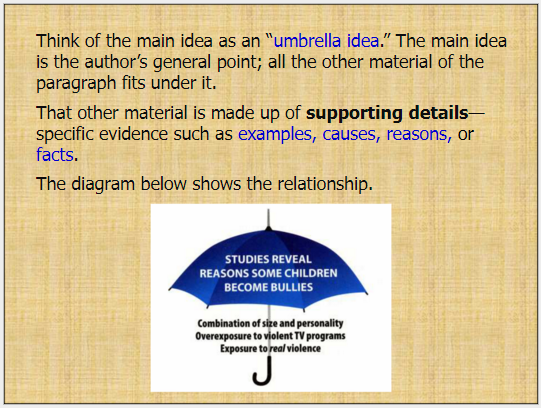 Think of the main idea as an “umbrella idea.” The main idea
is the author’s general point; all the other material of the
paragraph fits under it.
That other material is made up of supporting details—
specific evidence such as examples, causes, reasons, or
facts.
The diagram below shows the relationship.
STUDIES REVEAL
REASONS SOME CHILDREN
BECOME BULLIES
Combination of size and personality
Overexposure to violent TV programs
Exposure to real violence